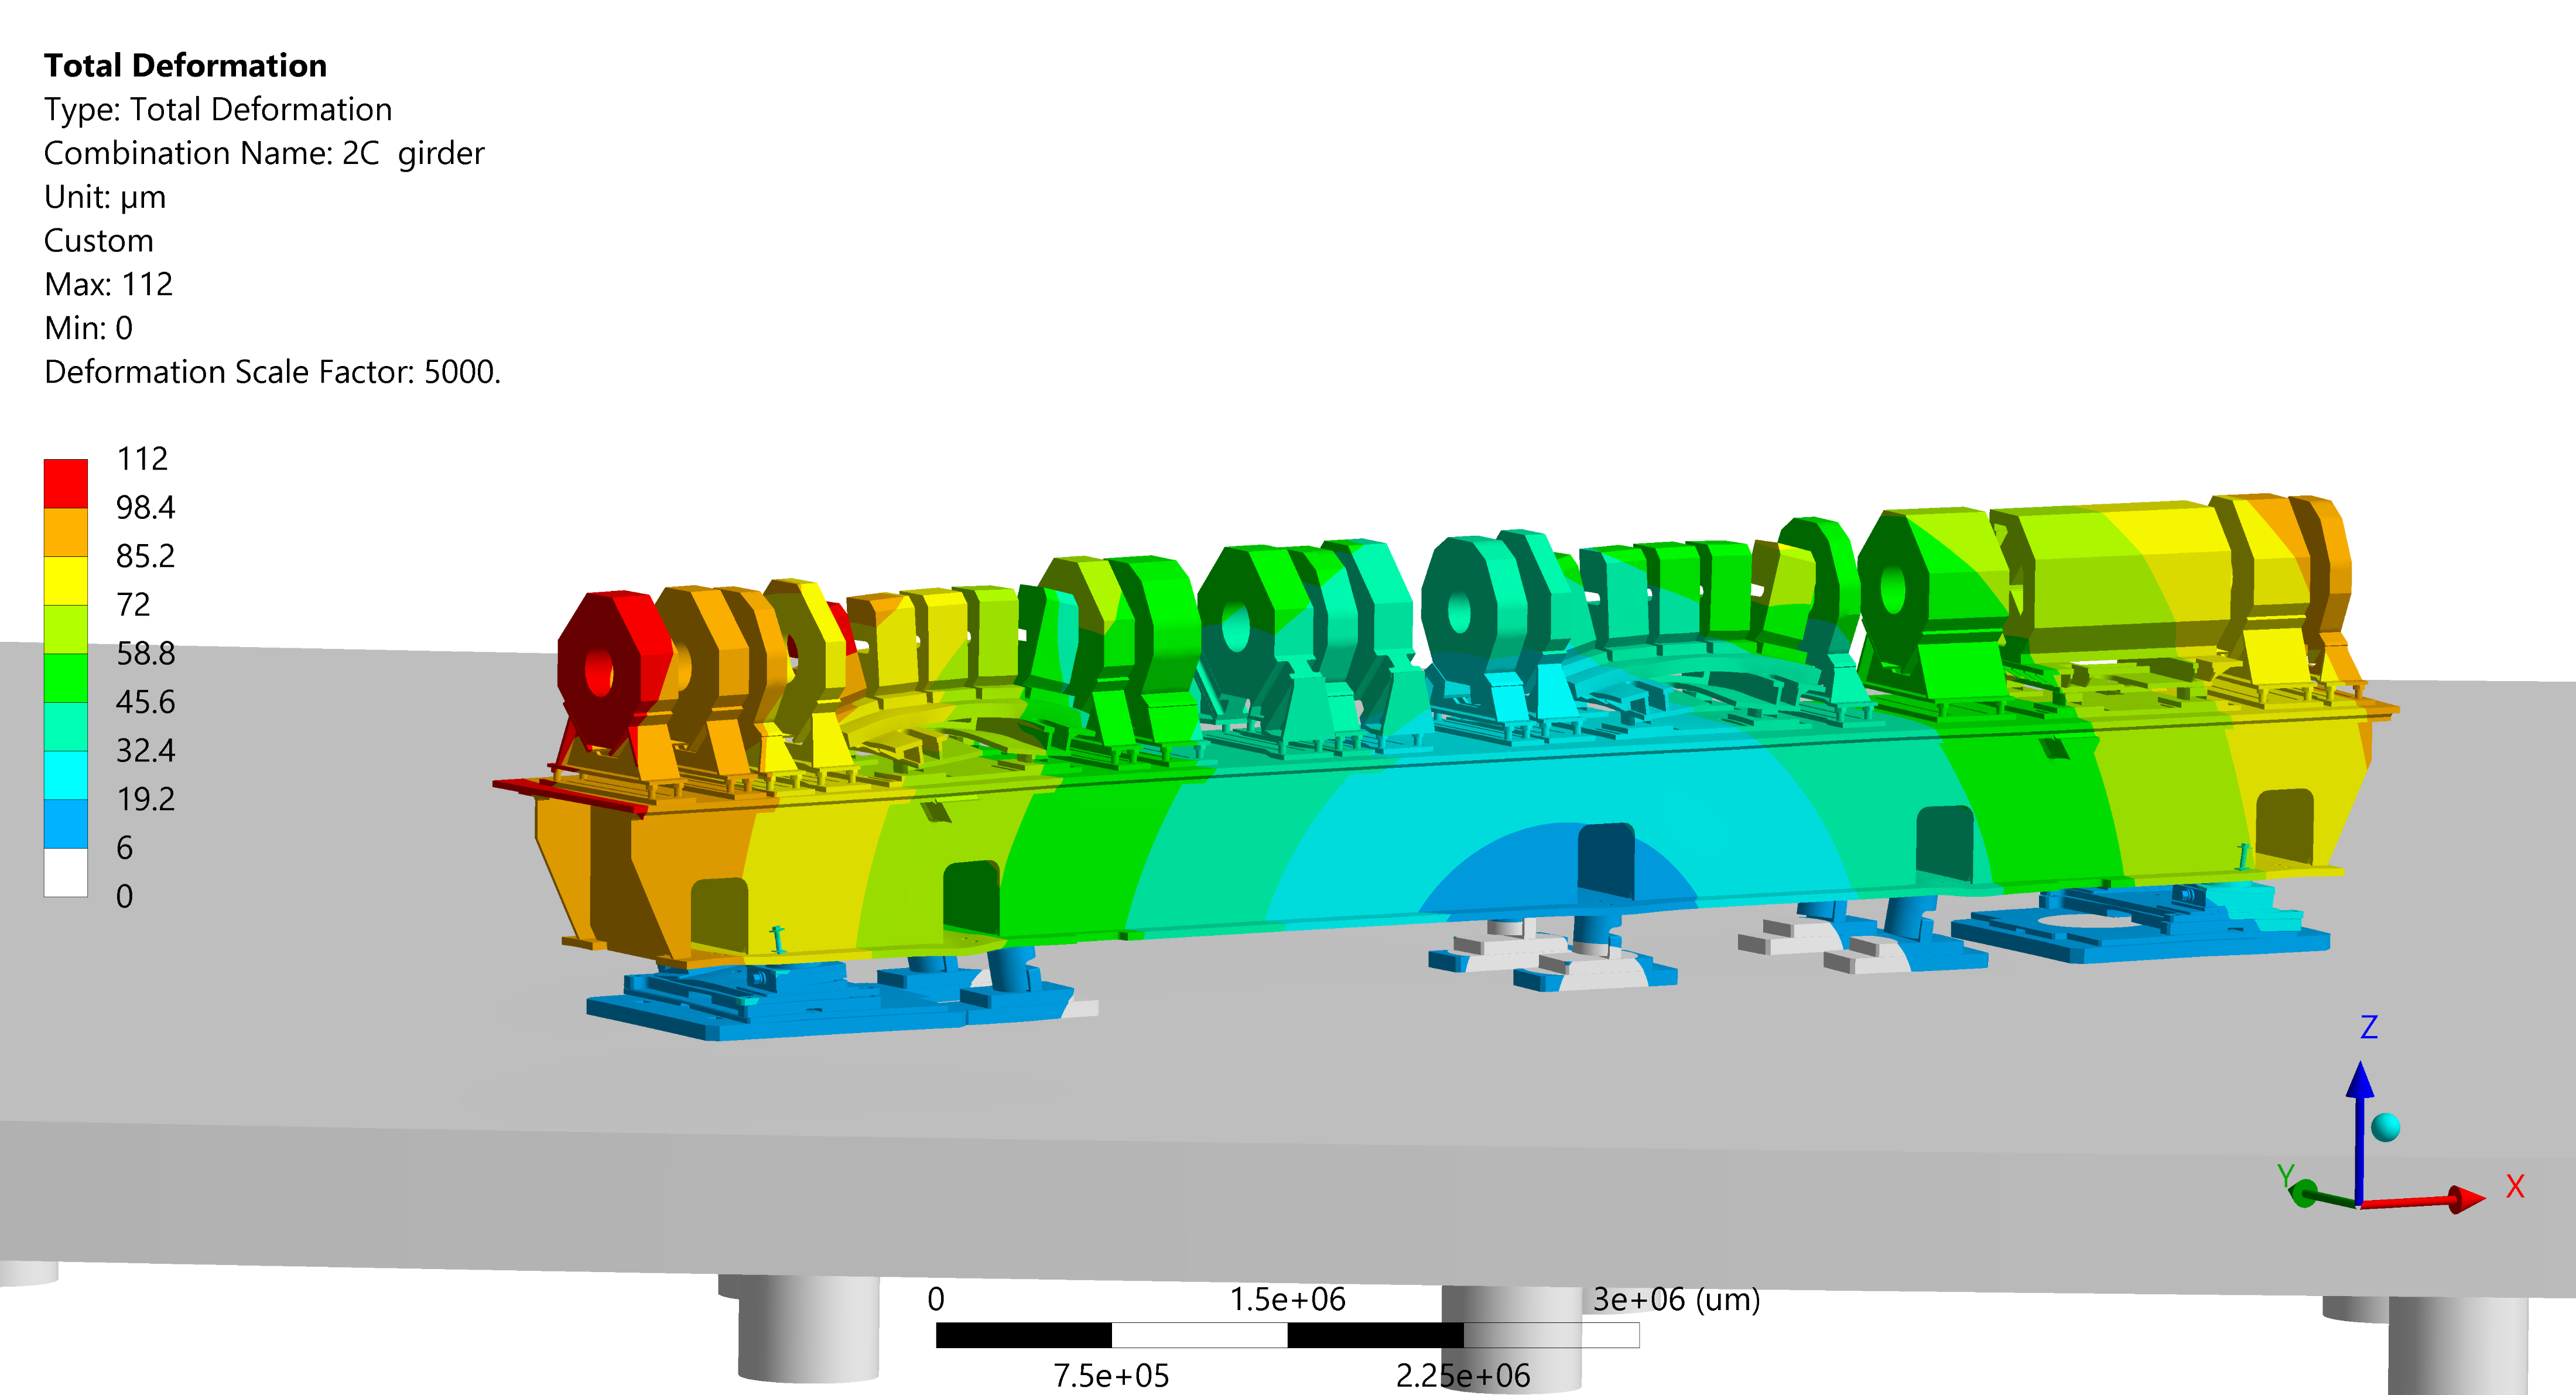 Total Deformation
Type: Total Deformation
Combination Name: 2C  girder
Unit: µm
Custom
Max: 112
Min: 0
Deformation Scale Factor: 5000.
112
98.4
85.2
72
58.8
45.6
32.4
19.2
6
0
Z
Y
X
0 1.5e+06 3e+06 (um)
7.5e+05 2.25e+06